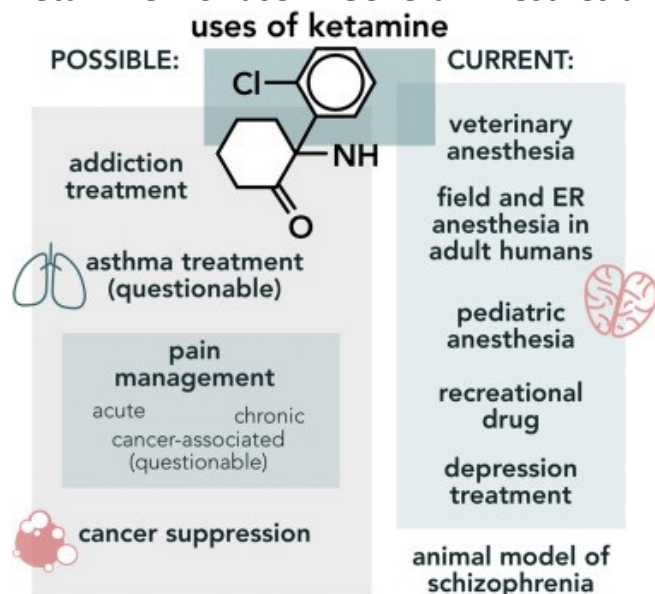 uses of ketamine
POSSIBLE:
Cl
NH
O
addiction
treatment
asthma treatment
(questionable)
pain
management
acute
chronic
cancer-associated
(questionable)
cancer suppression
CURRENT:
veterinary
anesthesia
field and ER
anesthesia in
adult humans
pediatric
anesthesia
recreational
drug
depression
treatment
animal model of
schizophrenia